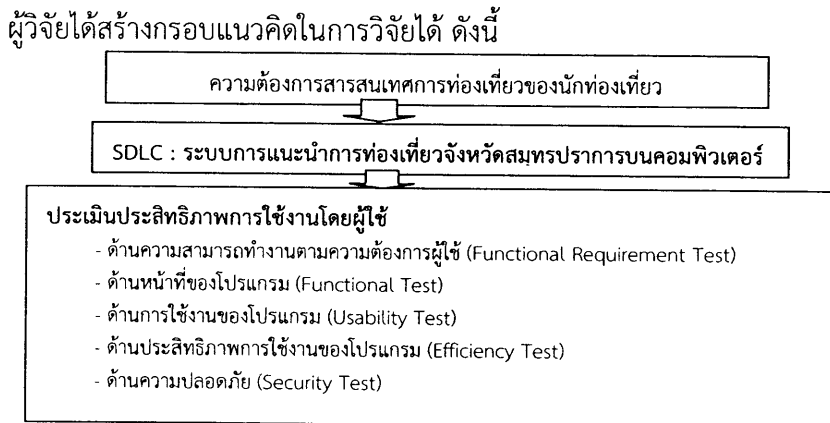 ผู้วิจัยได้สร้างกรอบแนวคิดในการวิจัยได้ ดังนี้
ความต้องการสารสนเทศการท่องเที่ยวของนักท่องเที่ยว
SDLC : ระบบการแนะนำการท่องเที่ยวจังหวัดสมุทรปราการบนคอมพิวเตอร์
ประเมินประสิทธิภาพการใช้งานโดยผู้ใช้
- ด้านความสามารถทำงานตามความต้องการผู้ใช้ (Functional Requirement Test)
- ด้านหน้าที่ของโปรแกรม (Functional Test)
- ด้านการใช้งานของโปรแกรม (Usability Test)
- ด้านประสิทธิภาพการใช้งานของโปรแกรม (Efficiency Test)
- ด้านความปลอดภัย (Security Test)